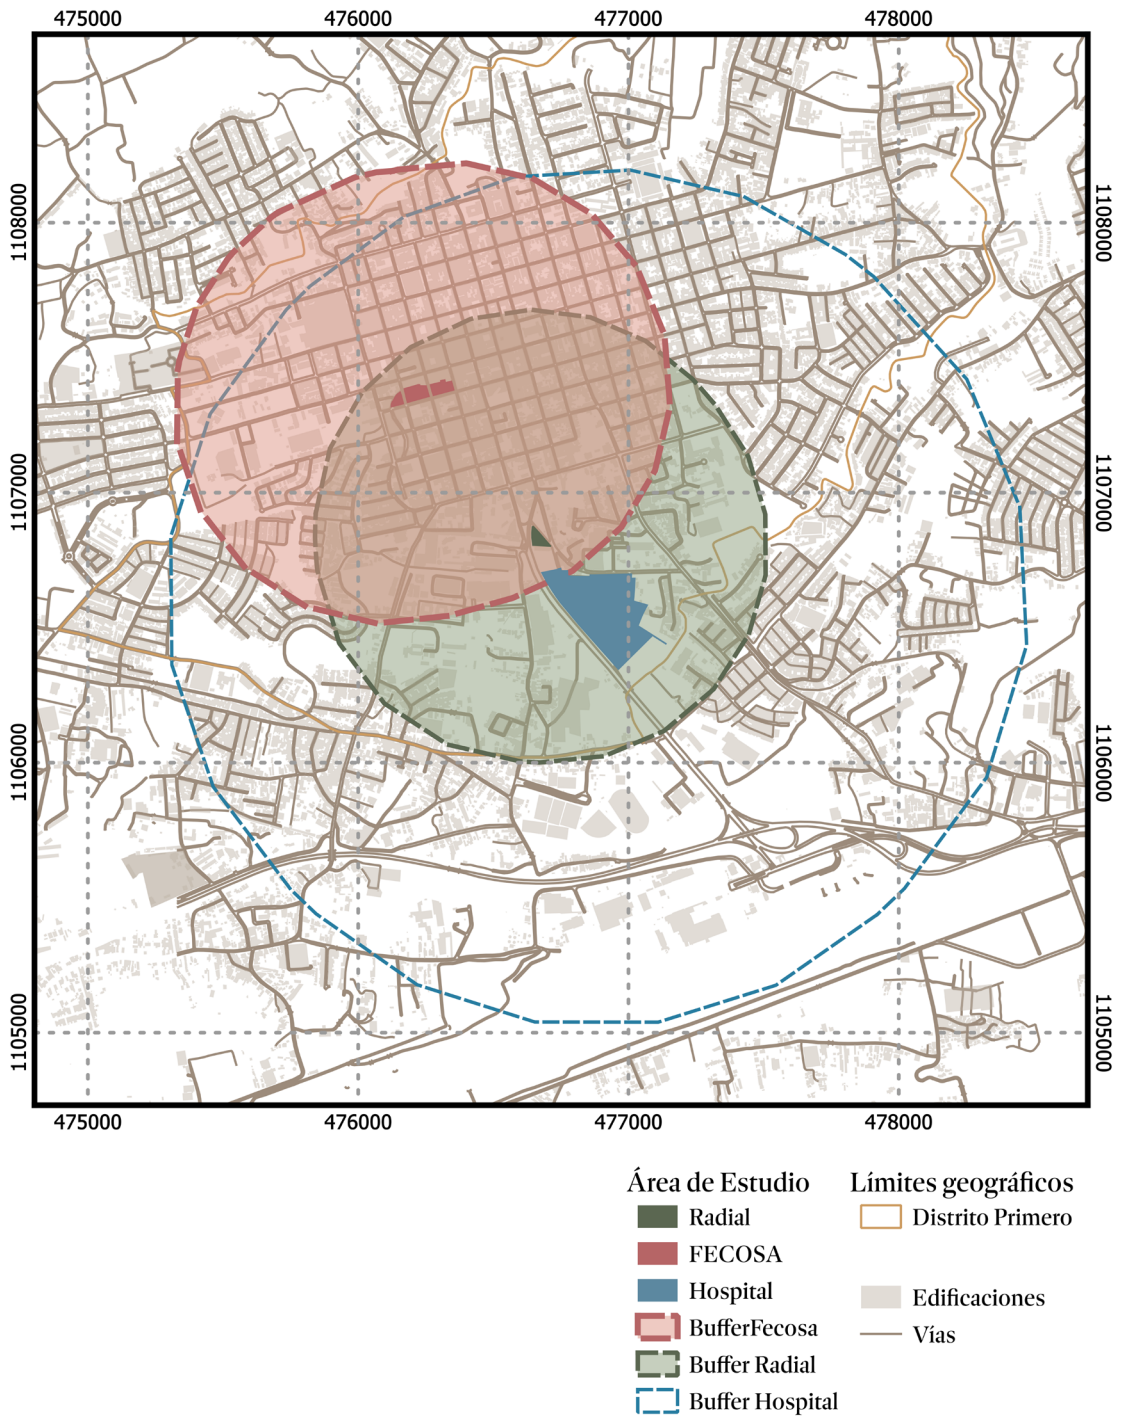 475000 476000 477000 478000
1108000 1108000
1107000 1107000
1106000 1106000
1105000 1105000
475000 476000 477000 478000
Área de Estudio
Radial
FECOSA
Hospital
BufferFecosa
Buffer Radial
Buffer Hospital
Límites geográficos
Distrito Primero
Edificaciones
Vías